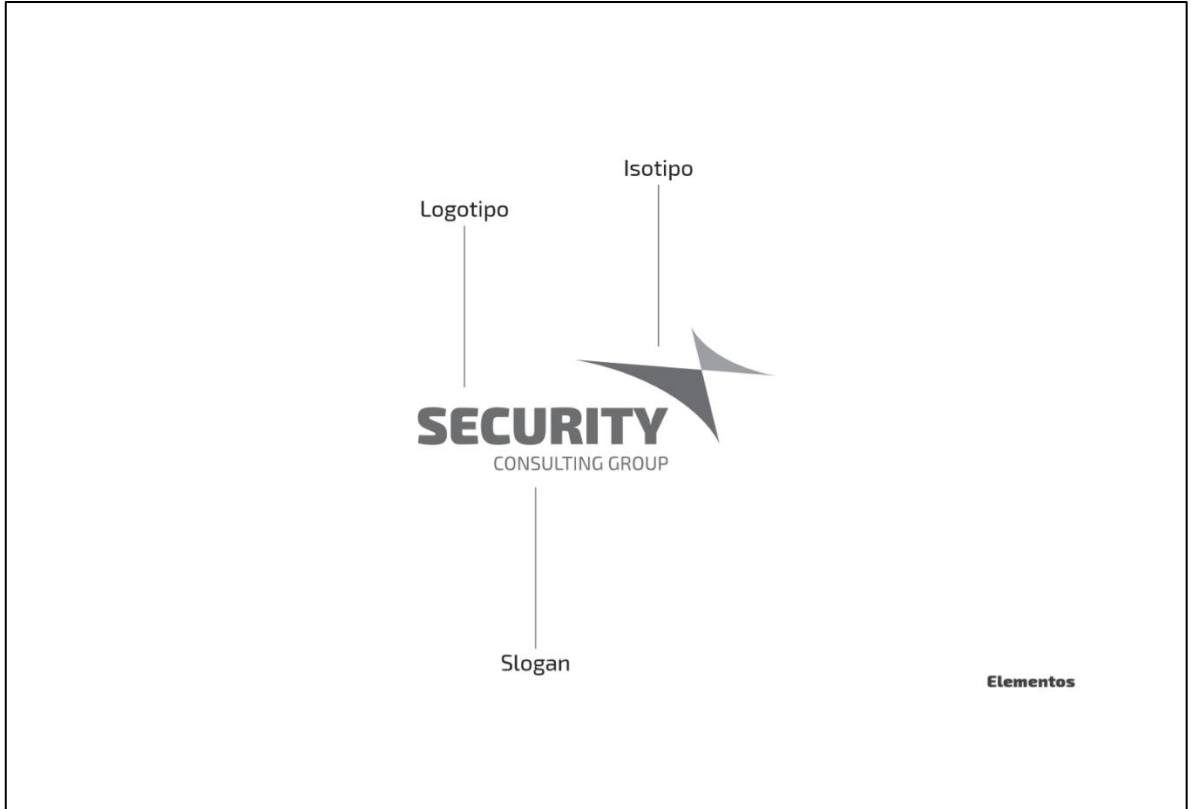 Isotipo
Logotipo
SECURITY
CONSULTING GROUP
Slogan
Elementos